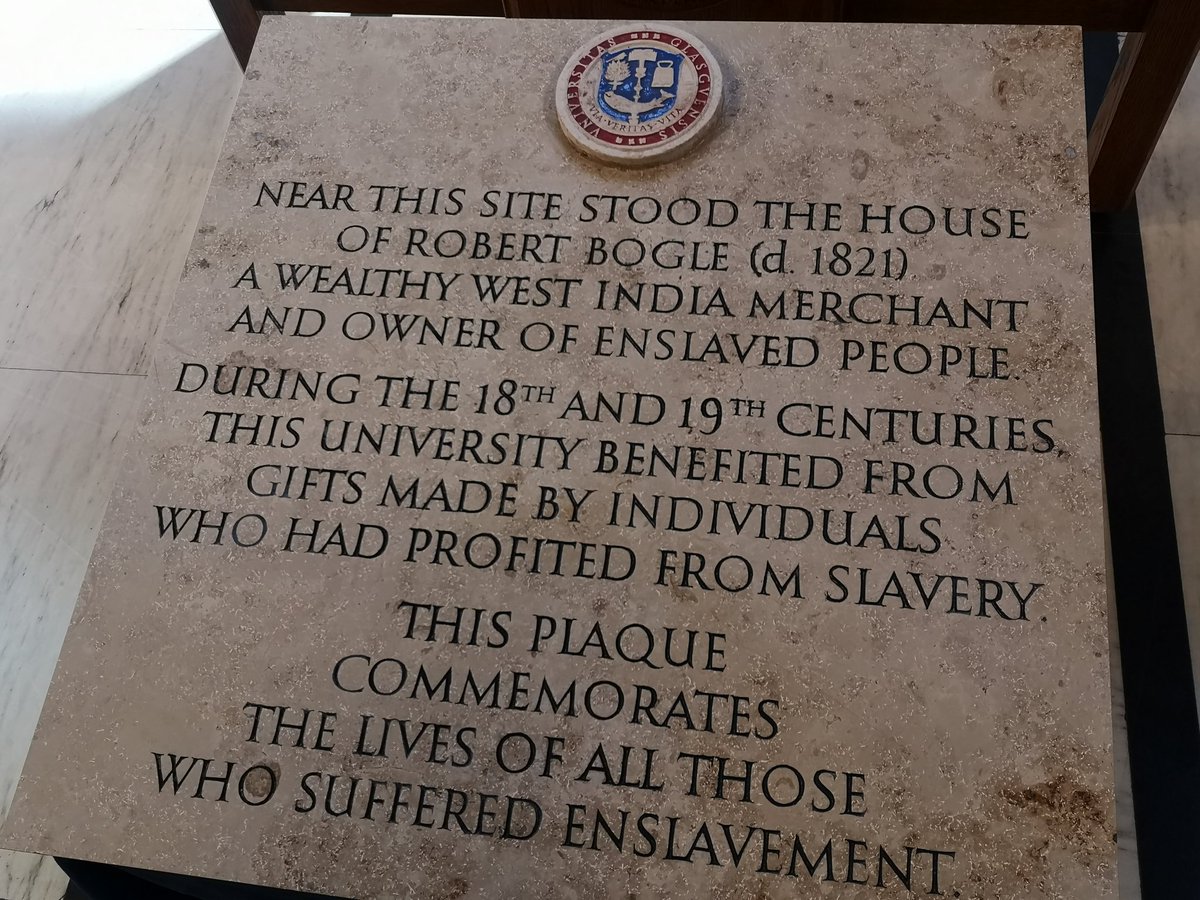 UNIVERSITAS GLASGVENSIS
VIA·VERITAS·VITA
NEAR THIS SITE STOOD THE HOUSE
OF ROBERT BOGLE (d. 1821)
A WEALTHY WEST INDIA MERCHANT
AND OWNER OF ENSLAVED PEOPLE.
DURING THE 18TH AND 19TH CENTURIES,
THIS UNIVERSITY BENEFITED FROM
GIFTS MADE BY INDIVIDUALS
WHO HAD PROFITED FROM SLAVERY.
THIS PLAQUE
COMMEMORATES
THE LIVES OF ALL THOSE
WHO SUFFERED ENSLAVEMENT.